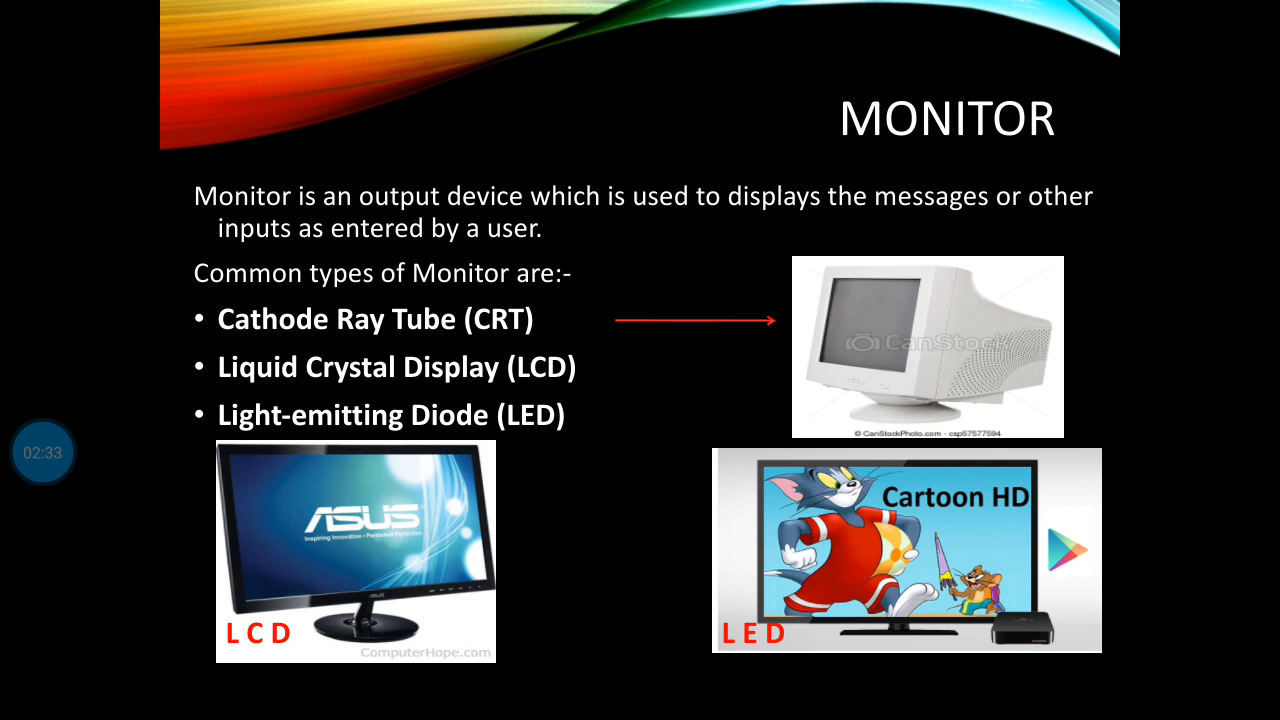 MONITOR
Monitor is an output device which is used to displays the messages or other
inputs as entered by a user.
Common types of Monitor are:-
• Cathode Ray Tube (CRT)
• Liquid Crystal Display (LCD)
• Light-emitting Diode (LED)
CanStock
© CanStockPhoto.com - csp57577594
02:33
ASUS
Inspiring Innovation • Persistent Perfection
ASUS
L C D
ComputerHope.com
Cartoon HD
L E D